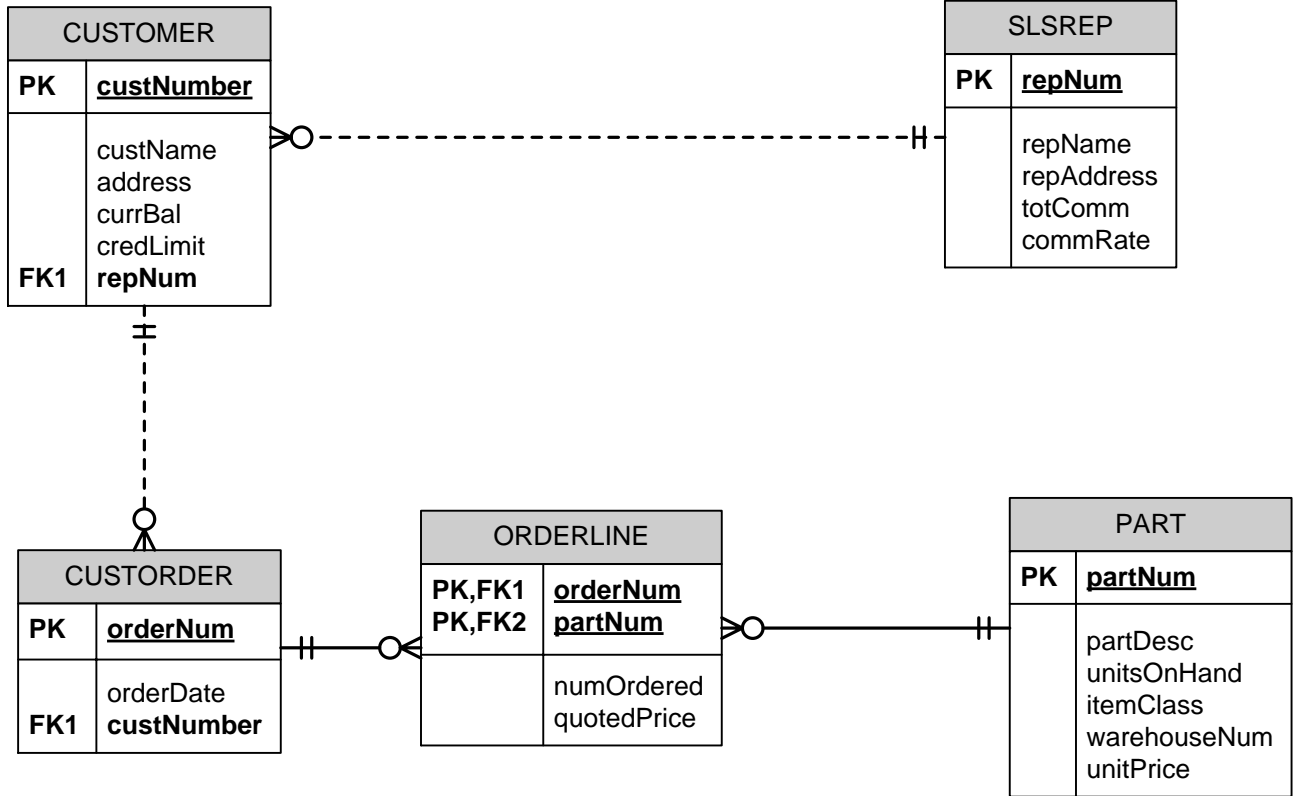 CUSTOMER
PK custNumber
custName
address
currBal
credLimit
FK1 repNum
SLSREP
PK repNum
repName
repAddress
totComm
commRate
CUSTORDER
PK orderNum
orderDate
FK1 custNumber
ORDERLINE
PK,FK1 orderNum
PK,FK2 partNum
numOrdered
quotedPrice
PART
PK partNum
partDesc
unitsOnHand
itemClass
warehouseNum
unitPrice